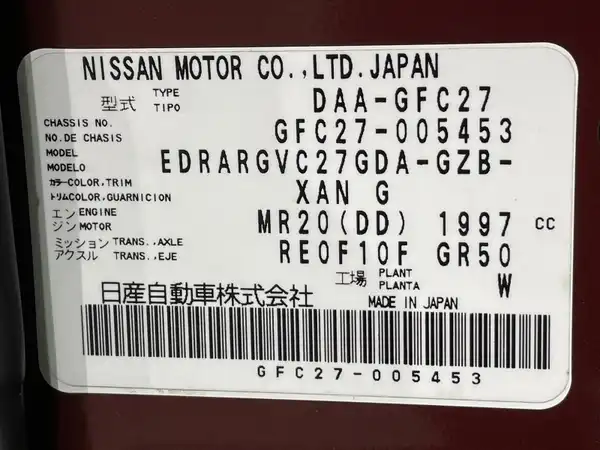 NISSAN MOTOR CO.,LTD.JAPAN
型式 TYPE TIPO DAA-GFC27
CHASSIS NO. NO.DE CHASIS GFC27-005453
MODEL MODELO EDRARGVC27GDA-GZB-
カラー COLOR,TRIM トリム COLOR,GUARNICION XAN G
エンジン ENGINE MOTOR MR20(DD) 1997 CC
ミッション TRANS.,AXLE アクスル TRANS.,EJE RE0F10F GR50
工場 PLANT PLANTA W
日産自動車株式会社 MADE IN JAPAN
GFC27-005453